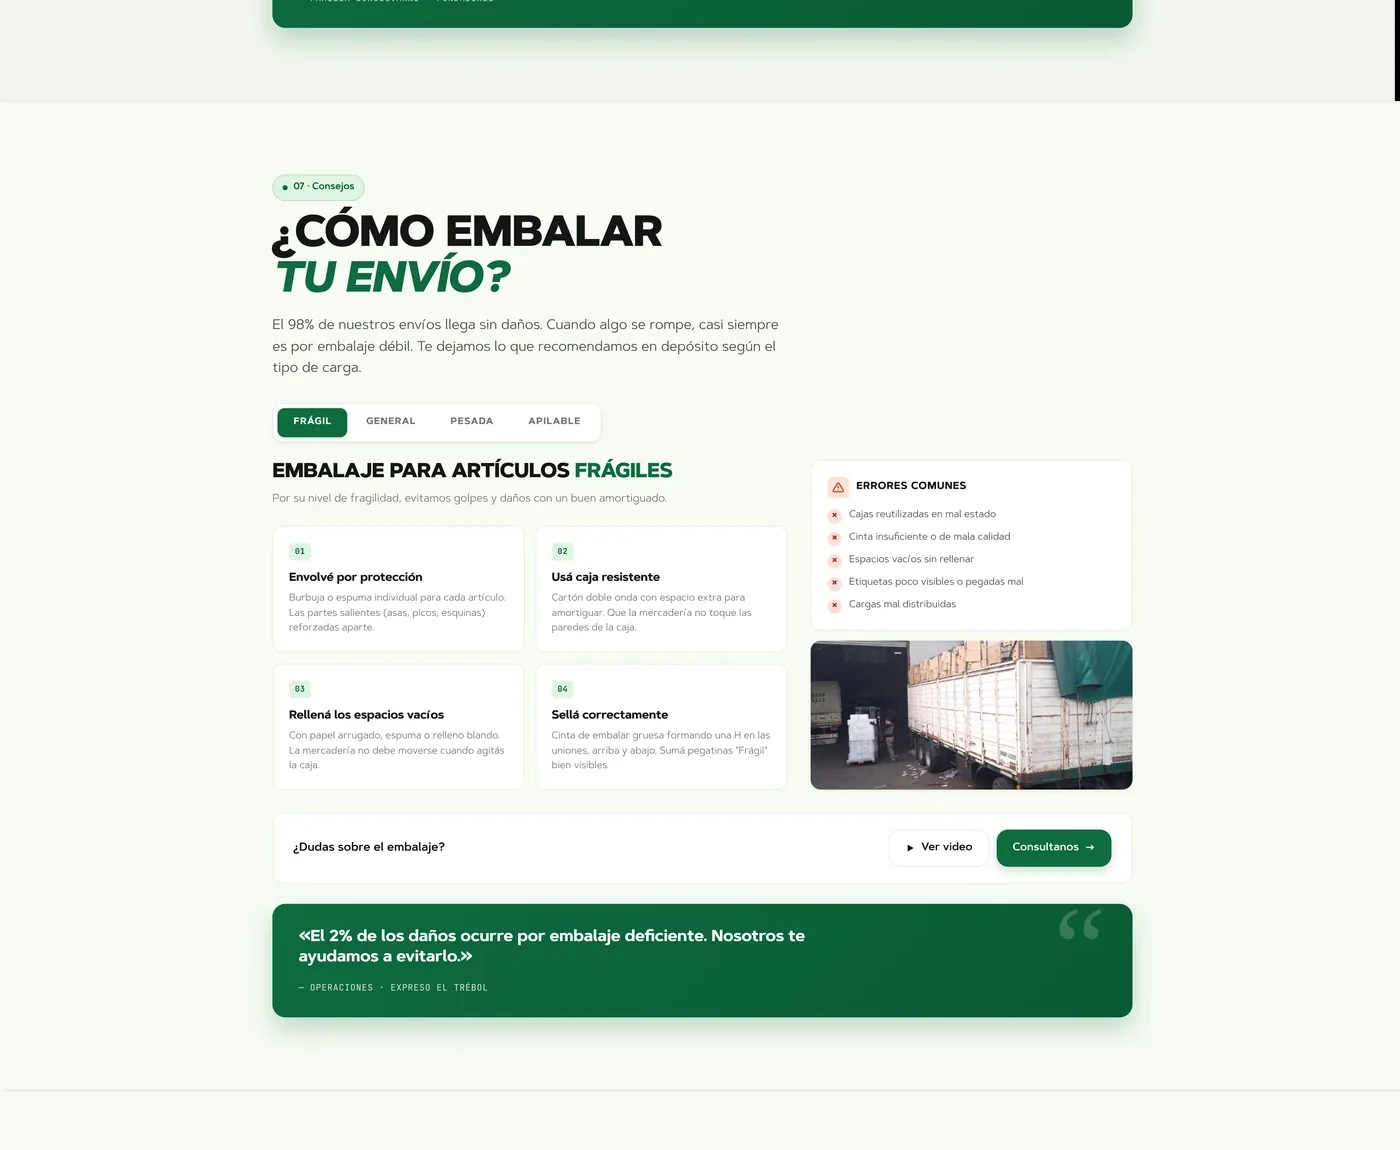 07 · Consejos
¿CÓMO EMBALAR
TU ENVÍO?
El 98% de nuestros envíos llega sin daños. Cuando algo se rompe, casi siempre
es por embalaje débil. Te dejamos lo que recomendamos en depósito según el
tipo de carga.
FRÁGIL GENERAL PESADA APILABLE
EMBALAJE PARA ARTÍCULOS FRÁGILES
Por su nivel de fragilidad, evitamos golpes y daños con un buen amortiguado.
01
Envolvé por protección
Burbuja o espuma individual para cada artículo.
Las partes salientes (asas, picos, esquinas)
reforzadas aparte.
02
Usá caja resistente
Cartón doble onda con espacio extra para
amortiguar. Que la mercadería no toque las
paredes de la caja.
03
Rellená los espacios vacíos
Con papel arrugado, espuma o relleno blando.
La mercadería no debe moverse cuando agitás
la caja.
04
Sellá correctamente
Cinta de embalar gruesa formando una H en las
uniones, arriba y abajo. Sumá pegatinas "Frágil"
bien visibles.
ERRORES COMUNES
Cajas reutilizadas en mal estado
Cinta insuficiente o de mala calidad
Espacios vacíos sin rellenar
Etiquetas poco visibles o pegadas mal
Cargas mal distribuidas
¿Dudas sobre el embalaje?
Ver video
Consultanos →
«El 2% de los daños ocurre por embalaje deficiente. Nosotros te
ayudamos a evitarlo.»
— OPERACIONES · EXPRESO EL TRÉBOL